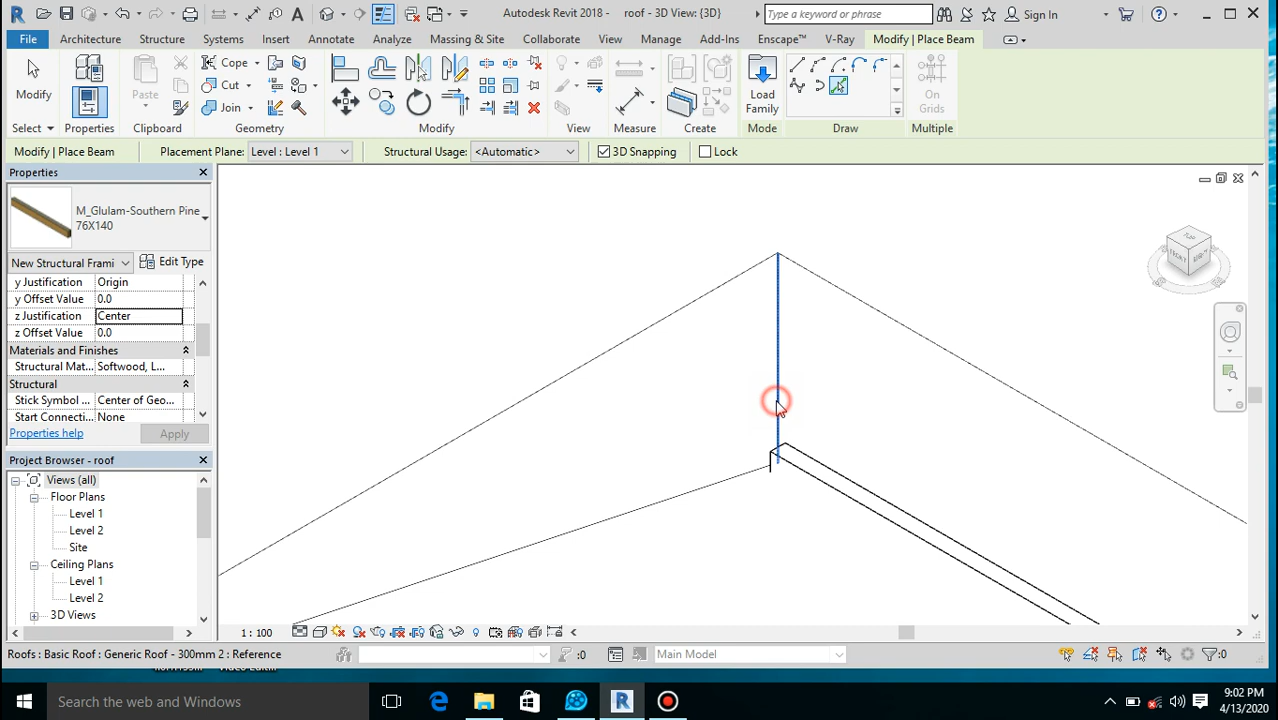 Autodesk Revit 2018 - roof - 3D View: {3D}
Type a keyword or phrase
Sign In
File Architecture Structure Systems Insert Annotate Analyze Massing & Site Collaborate View Manage Add-Ins Enscape™ V-Ray Modify | Place Beam
Modify
Properties
Paste
Cope
Cut
Join
Load
Family
On
Grids
Select Properties Clipboard Geometry Modify View Measure Create Mode Draw Multiple
Modify | Place Beam Placement Plane: Level : Level 1 Structural Usage: <Automatic> 3D Snapping Lock
Properties
M_Glulam-Southern Pine
76X140
New Structural Frami Edit Type
y Justification Origin
y Offset Value 0.0
z Justification Center
z Offset Value 0.0
Materials and Finishes
Structural Mat... Softwood, L...
Structural
Stick Symbol Center of Geo...
Start Connecti... None
Properties help Apply
Project Browser - roof
Views (all)
Floor Plans
Level 1
Level 2
Site
Ceiling Plans
Level 1
Level 2
3D Views
FRONT
1 : 100
Roofs : Basic Roof : Generic Roof - 300mm 2 : Reference
:0
Main Model
:0
Search the web and Windows
9:02 PM
4/13/2020